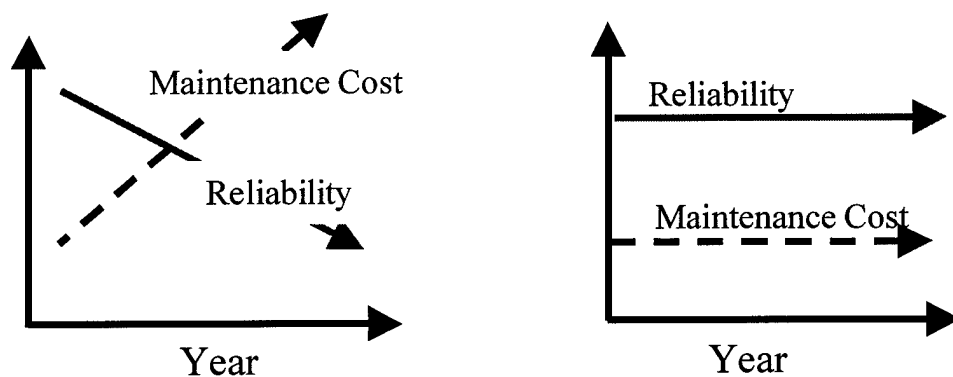 Maintenance Cost
Reliability
Year
Reliability
Maintenance Cost
Year